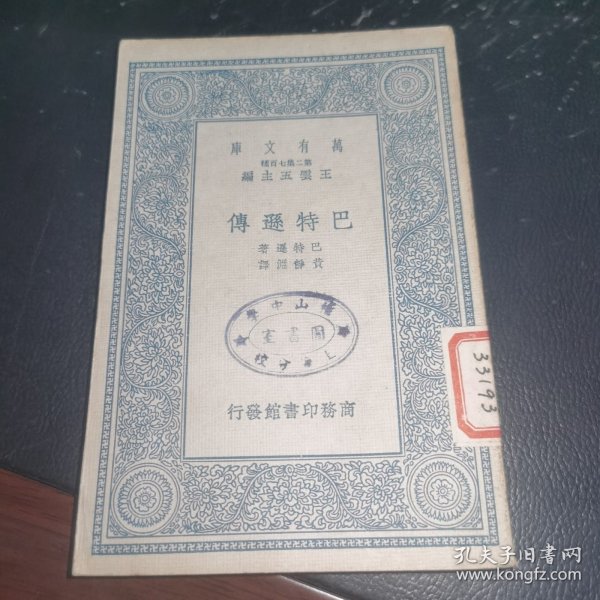 庫文有萬
種百七集二第
編主五雲王
傳遜特巴
著遜特巴
譯淵靜黃
圖書室
行發館書印務商
33193
孔夫子旧书网
www.kongfz.com